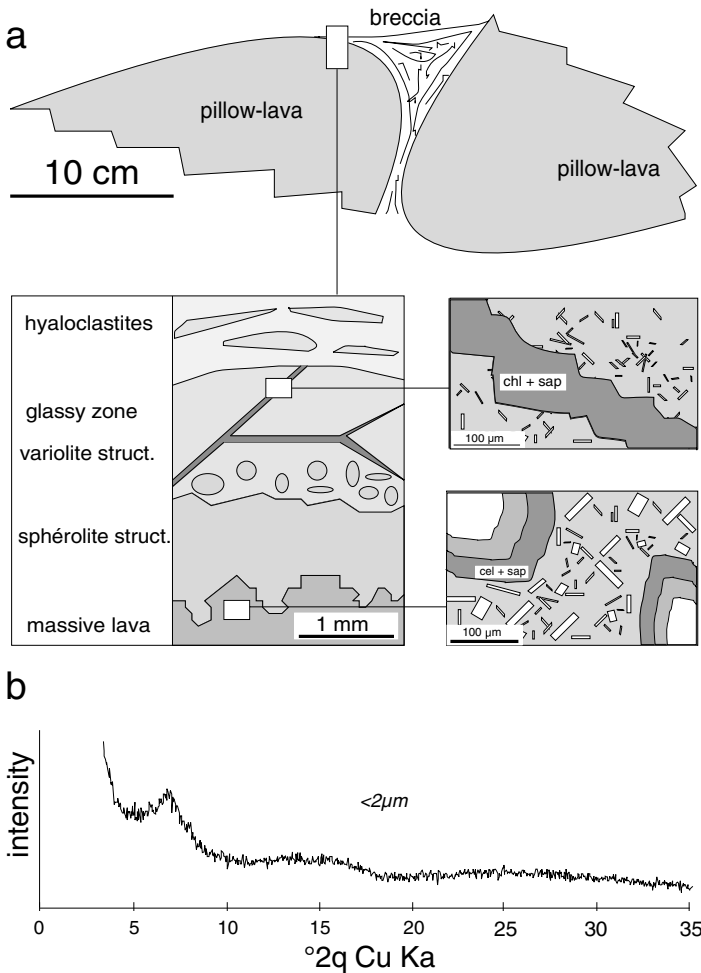 a
breccia
pillow-lava
pillow-lava
10 cm
hyaloclastites
glassy zone
variolite struct.
sphérolite struct.
massive lava
1 mm
chl + sap
100 µm
cel + sap
100 µm
b
intensity
<2µm
0 5 10 15 20 25 30 35
°2q Cu Ka